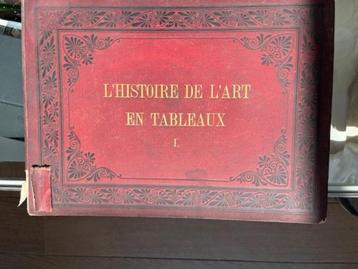 L'HISTOIRE DE L'ART
EN TABLEAUX
I.